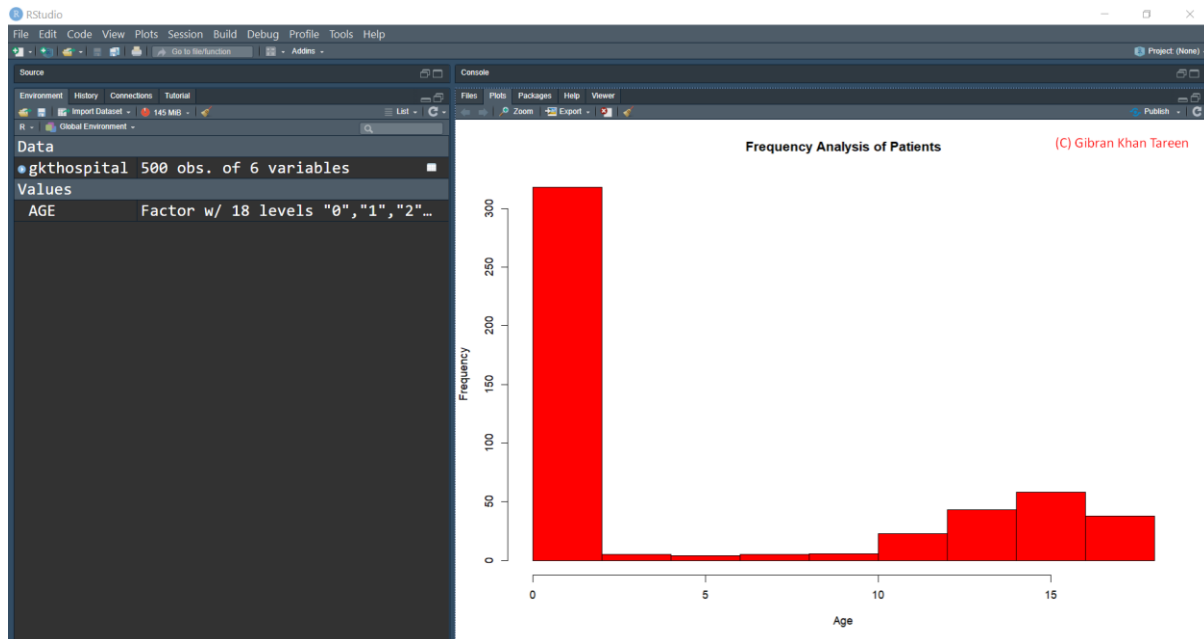 RStudio
File Edit Code View Plots Session Build Debug Profile Tools Help
Go to file/function Addins Project: (None)
Source
Console
Environment History Connections Tutorial
Import Dataset 145 MiB List
R Global Environment
Data
gkthospital 500 obs. of 6 variables
Values
AGE Factor w/ 18 levels "0","1","2"…
Files Plots Packages Help Viewer
Zoom Export Publish
Frequency Analysis of Patients
(C) Gibran Khan Tareen
Frequency
300
250
200
150
100
50
0
0 5 10 15
Age